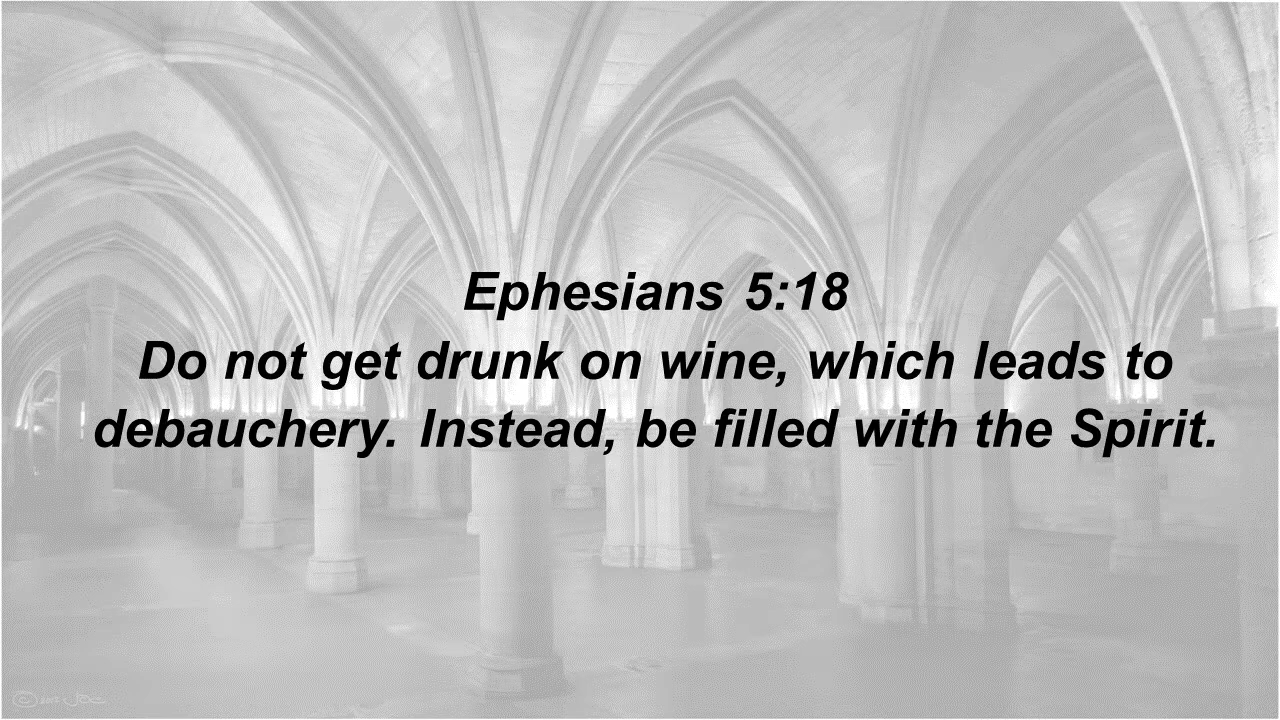 Ephesians 5:18
Do not get drunk on wine, which leads to
debauchery. Instead, be filled with the Spirit.